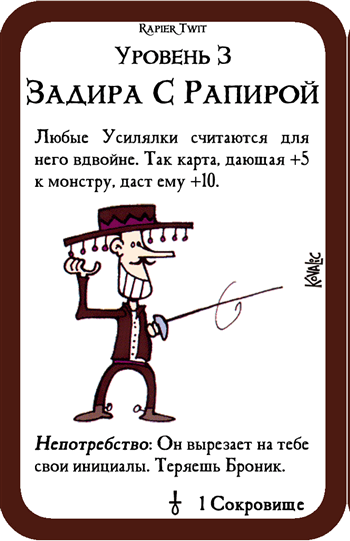 Rapier Twit
Уровень 3
Задира С Рапирой
Любые Усилялки считаются для
него вдвойне. Так карта, дающая +5
к монстру, даст ему +10.
Kovalic
Непотребство: Он вырезает на тебе
свои инициалы. Теряешь Броник.
1 Сокровище